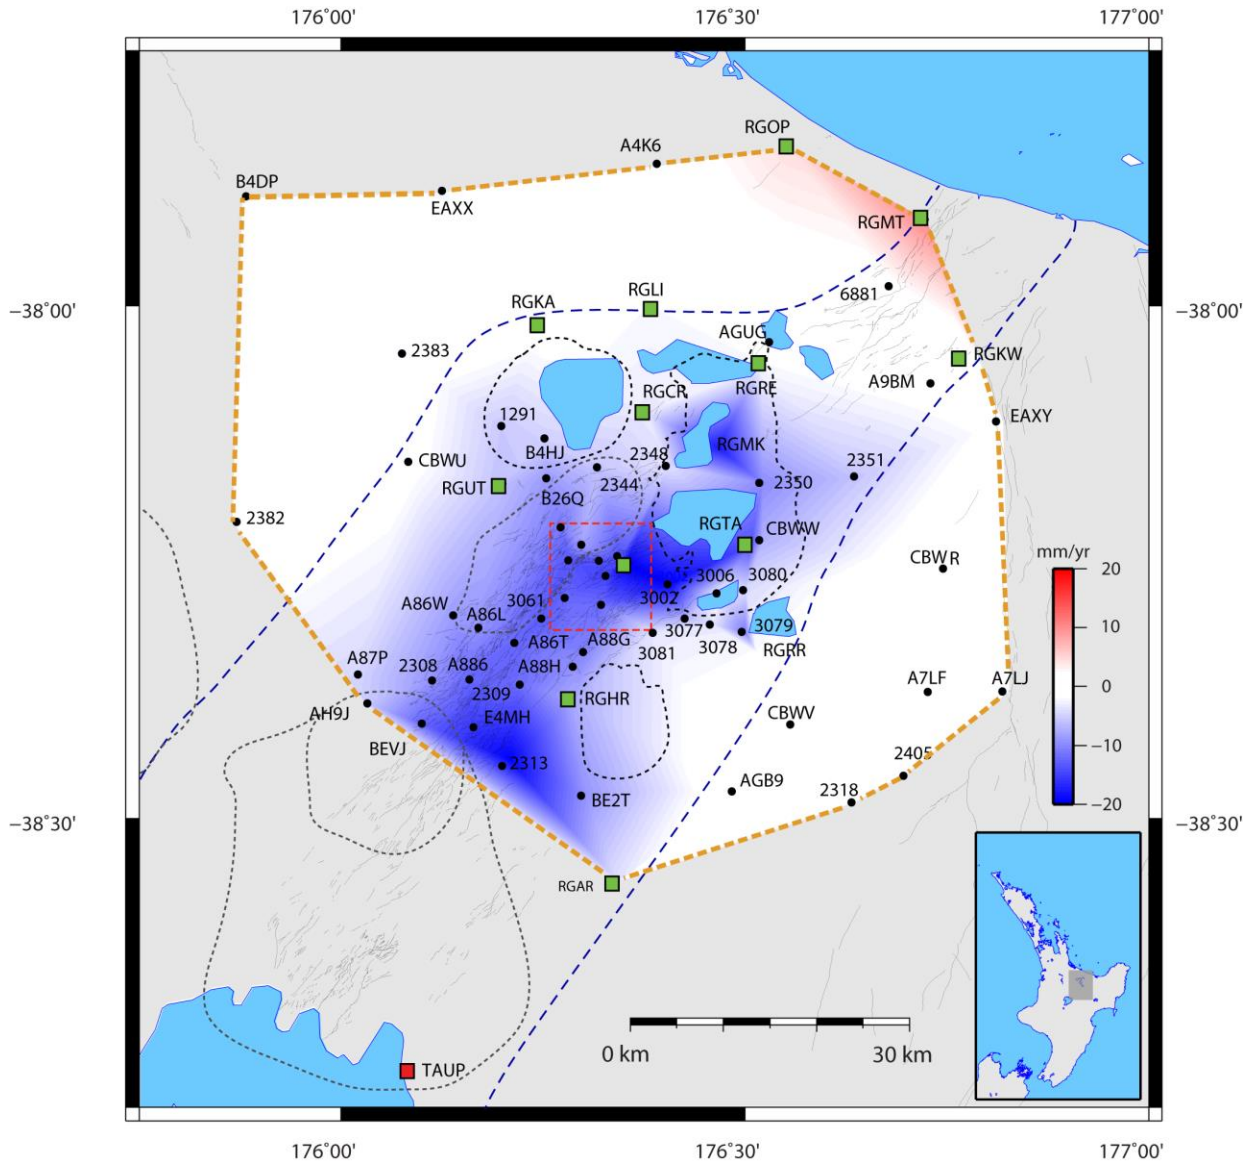 176°00' 176°30' 177°00'
RGOP
A4K6
B4DP
EAXX
RGMT
6881
-38°00' -38°00'
RGKA RGLI
AGUG
2383
RGKW
RGRE A9BM
RGCR
EAXY
1291
RGMK
B4HJ 2348
CBWU 2351
RGUT 2344 2350
B26Q
2382
RGTA CBWW
CBWR
mm/yr
20
10
0
-10
-20
3006 3080
3002
3061
A86W
A86L
A86T A88G 3077 3079
3081 3078
RGRR
A87P
2308 A886 A88H
2309
RGHR
A7LF A7LJ
AH9J
E4MH CBWV
BEVJ
2313
2405
AGB9
BE2T 2318
-38°30' -38°30'
RGAR
0 km 30 km
TAUP
176°00' 176°30' 177°00'